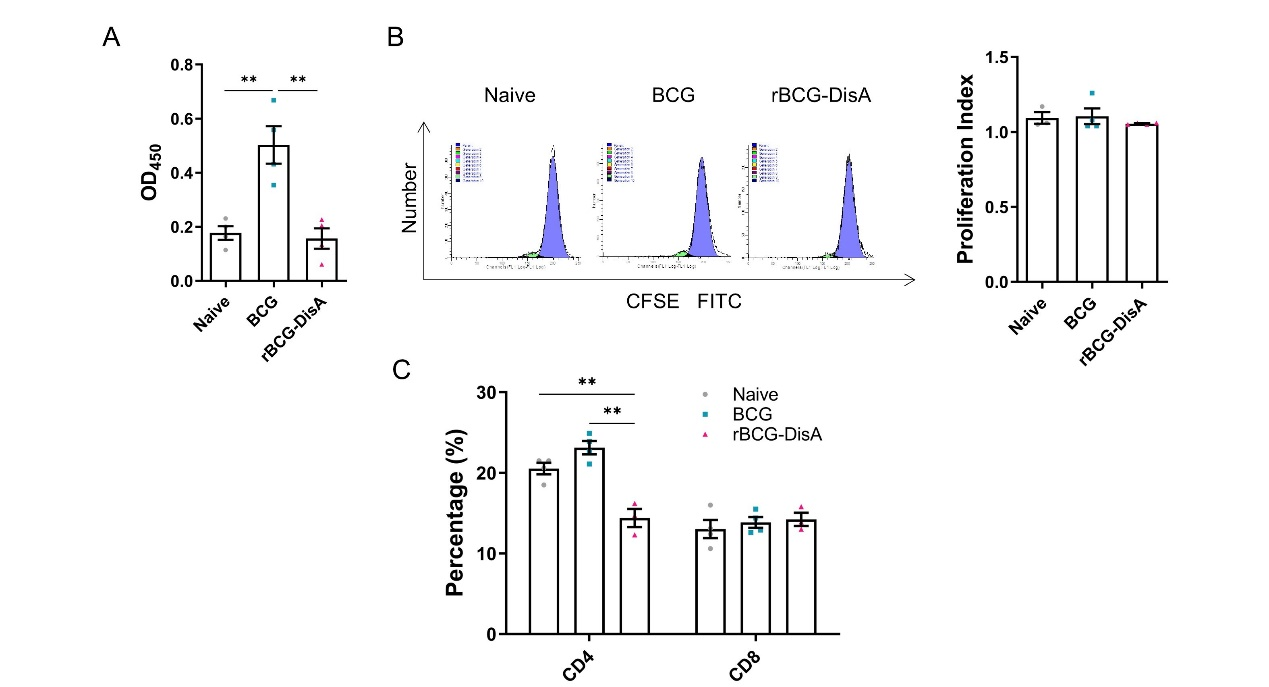 A
0.8
0.6
0.4
0.2
0.0
OD450
**
**
Naive
BCG
rBCG-DisA
B
Naive
BCG
rBCG-DisA
Number
CFSE FITC
1.5
1.0
0.5
0.0
Proliferation Index
Naive
BCG
rBCG-DisA
C
30
20
10
0
Percentage (%)
**
**
Naive
BCG
rBCG-DisA
CD4
CD8